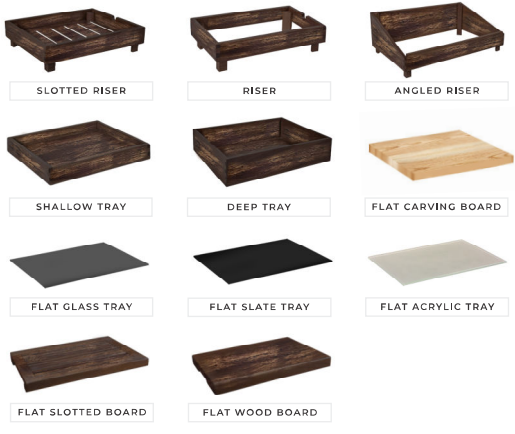 SLOTTED RISER
RISER
ANGLED RISER
SHALLOW TRAY
DEEP TRAY
FLAT CARVING BOARD
FLAT GLASS TRAY
FLAT SLATE TRAY
FLAT ACRYLIC TRAY
FLAT SLOTTED BOARD
FLAT WOOD BOARD